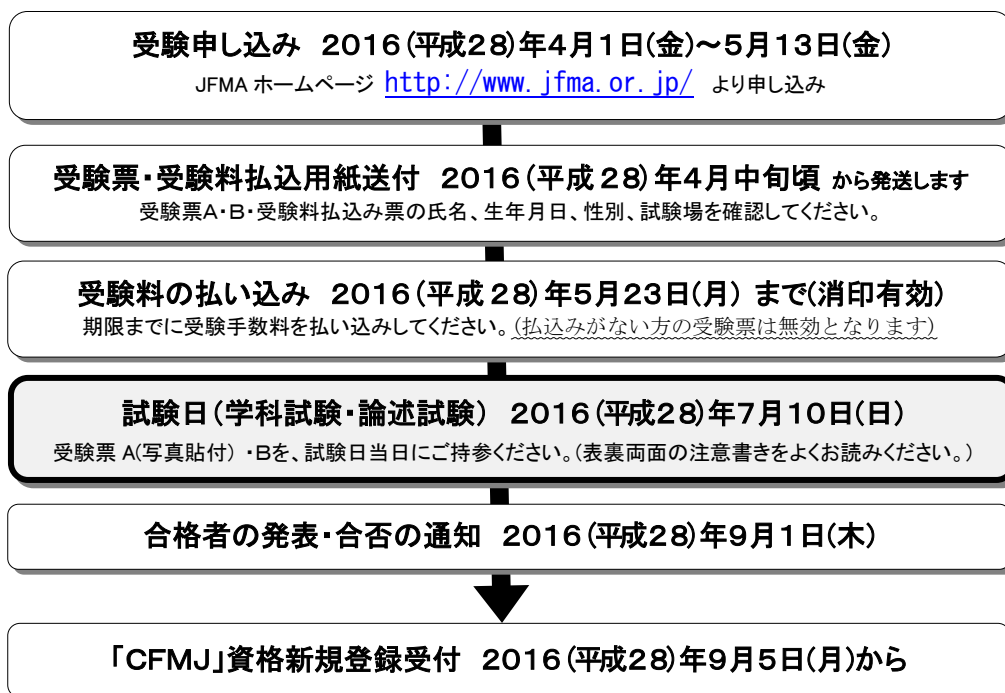 受験申し込み 2016(平成28)年4月1日(金)~5月13日(金)
JFMA ホームページ http://www.jfma.or.jp/ より申し込み
受験票・受験料払込用紙送付 2016(平成28)年4月中旬頃 から発送します
受験票A・B・受験料払込み票の氏名、生年月日、性別、試験場を確認してください。
受験料の払い込み 2016(平成28)年5月23日(月) まで(消印有効)
期限までに受験手数料を払い込みしてください。(払込みがない方の受験票は無効となります)
試験日(学科試験・論述試験) 2016(平成28)年7月10日(日)
受験票 A(写真貼付) ・Bを、試験日当日にご持参ください。(表裏両面の注意書きをよくお読みください。)
合格者の発表・合否の通知 2016(平成28)年9月1日(木)
「CFMJ」資格新規登録受付 2016(平成28)年9月5日(月)から